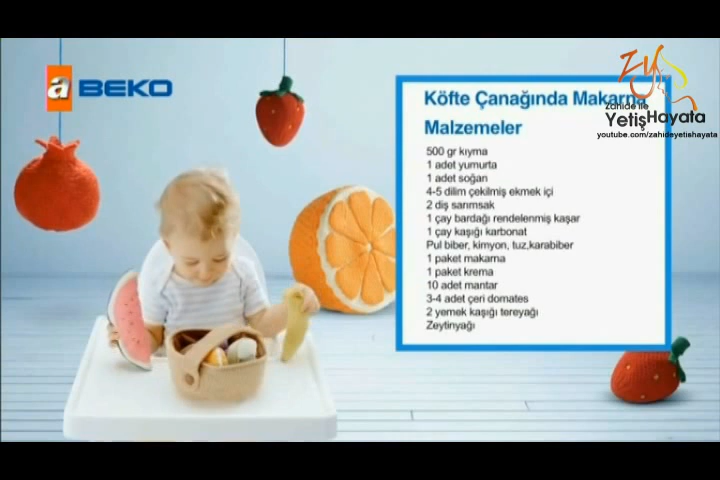 a BEKO
Zahide ile
Yetiş Hayata
youtube.com/zahideyetishayata
Köfte Çanağında Makarna
Malzemeler
500 gr kıyma
1 adet yumurta
1 adet soğan
4-5 dilim çekilmiş ekmek içi
2 diş sarımsak
1 çay bardağı rendelenmiş kaşar
1 çay kaşığı karbonat
Pul biber, kimyon, tuz,karabiber
1 paket makarna
1 paket krema
10 adet mantar
3-4 adet çeri domates
2 yemek kaşığı tereyağı
Zeytinyağı